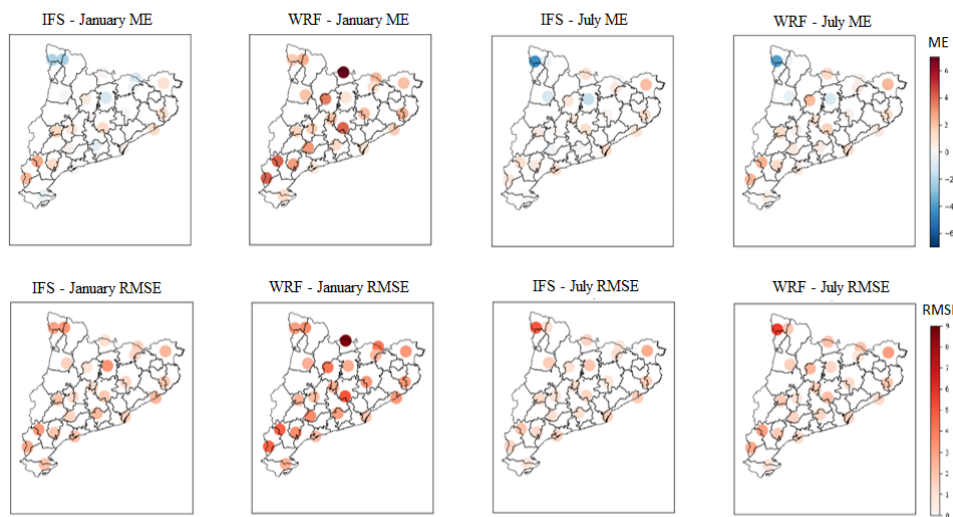 IFS - January ME
WRF - January ME
IFS - July ME
WRF - July ME
ME
6
4
2
0
−2
−4
−6
IFS - January RMSE
WRF - January RMSE
IFS - July RMSE
WRF - July RMSE
RMSE
9
8
7
6
5
4
3
2
1
0